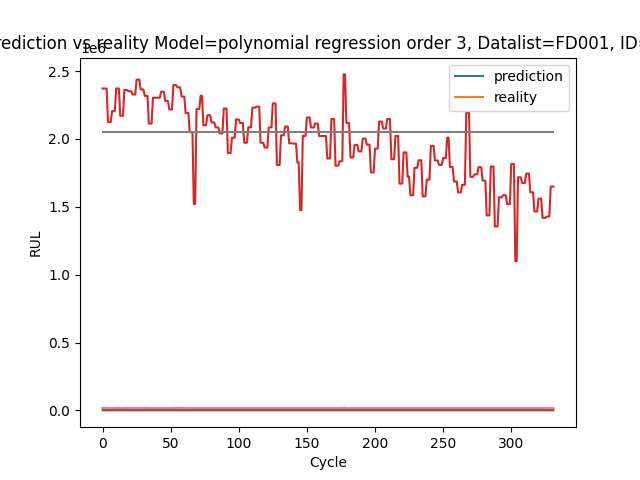 rediction vs reality Model=polynomial regression order 3, Datalist=FD001, ID=
1e6
2.5
2.0
1.5
1.0
0.5
0.0
RUL
prediction
reality
0
50
100
150
200
250
300
Cycle